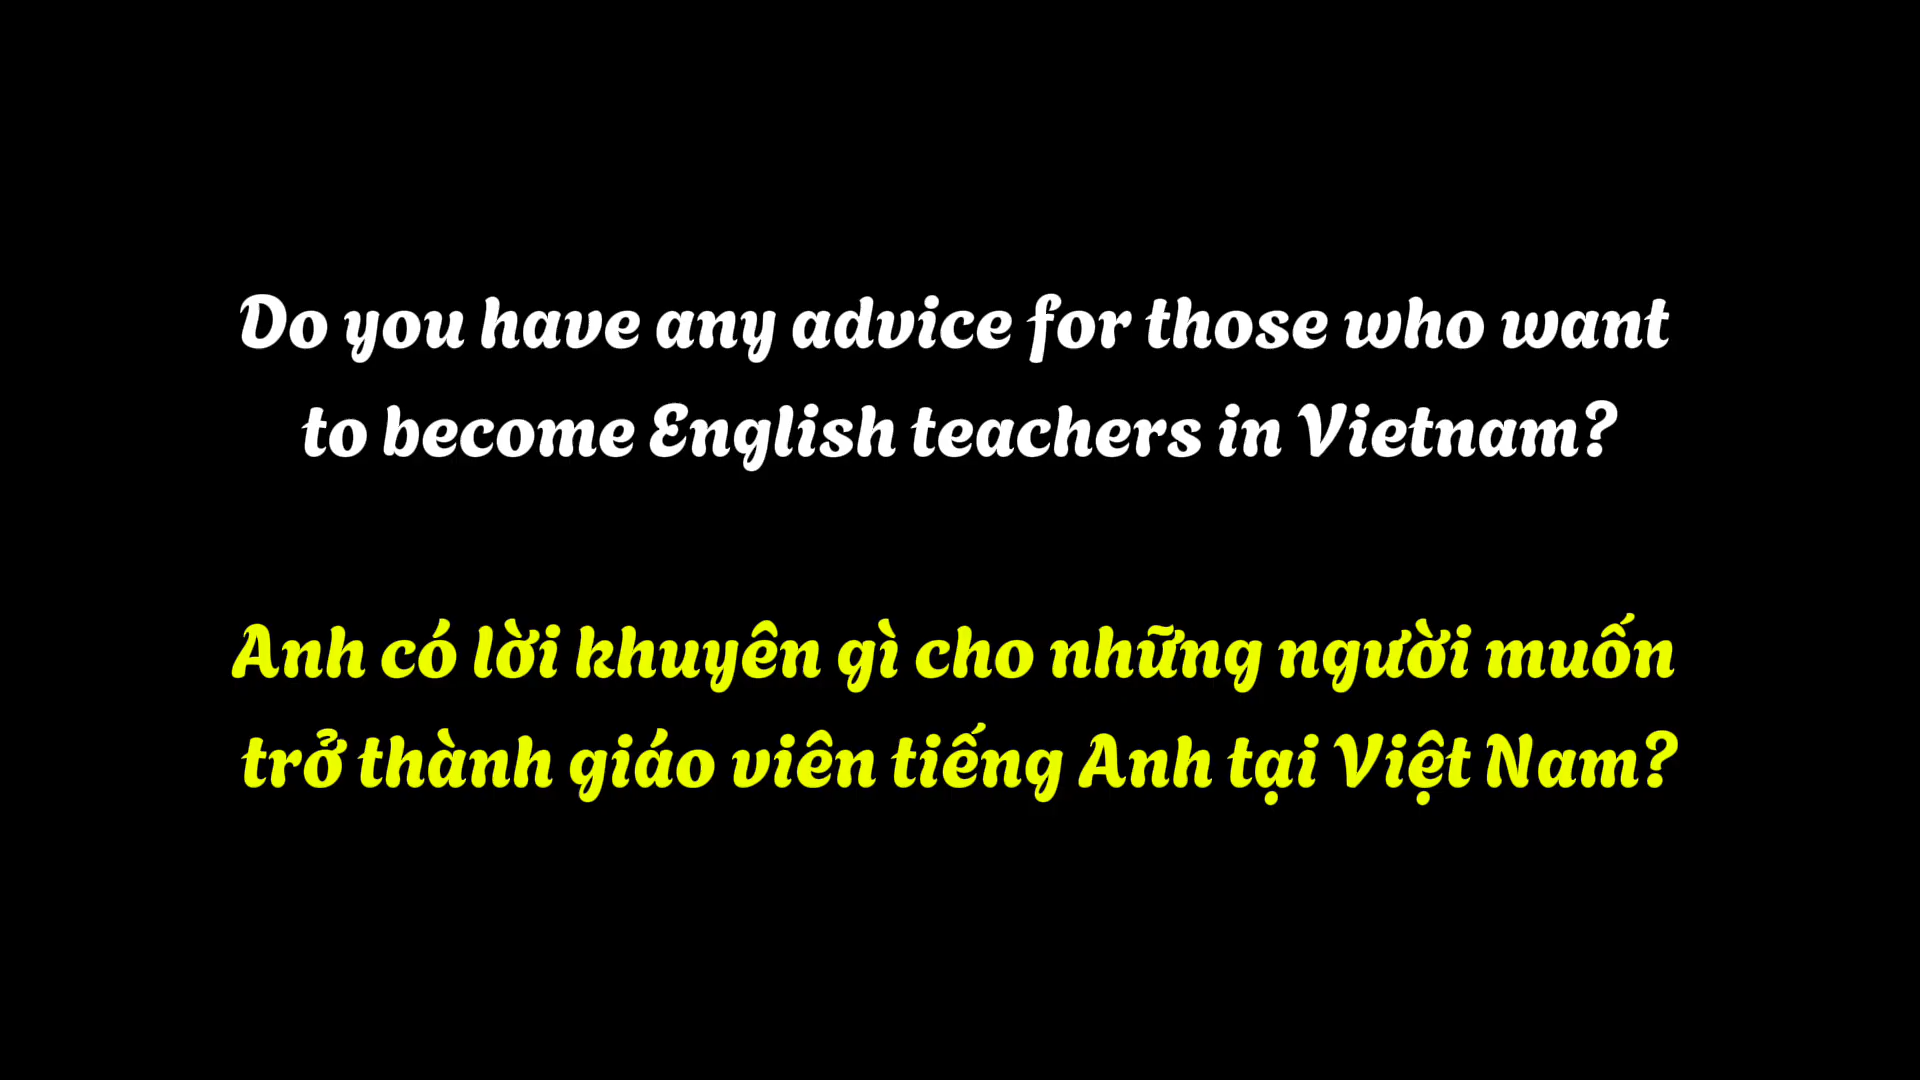 Do you have any advice for those who want
to become English teachers in Vietnam?
Anh có lời khuyên gì cho những người muốn
trở thành giáo viên tiếng Anh tại Việt Nam?